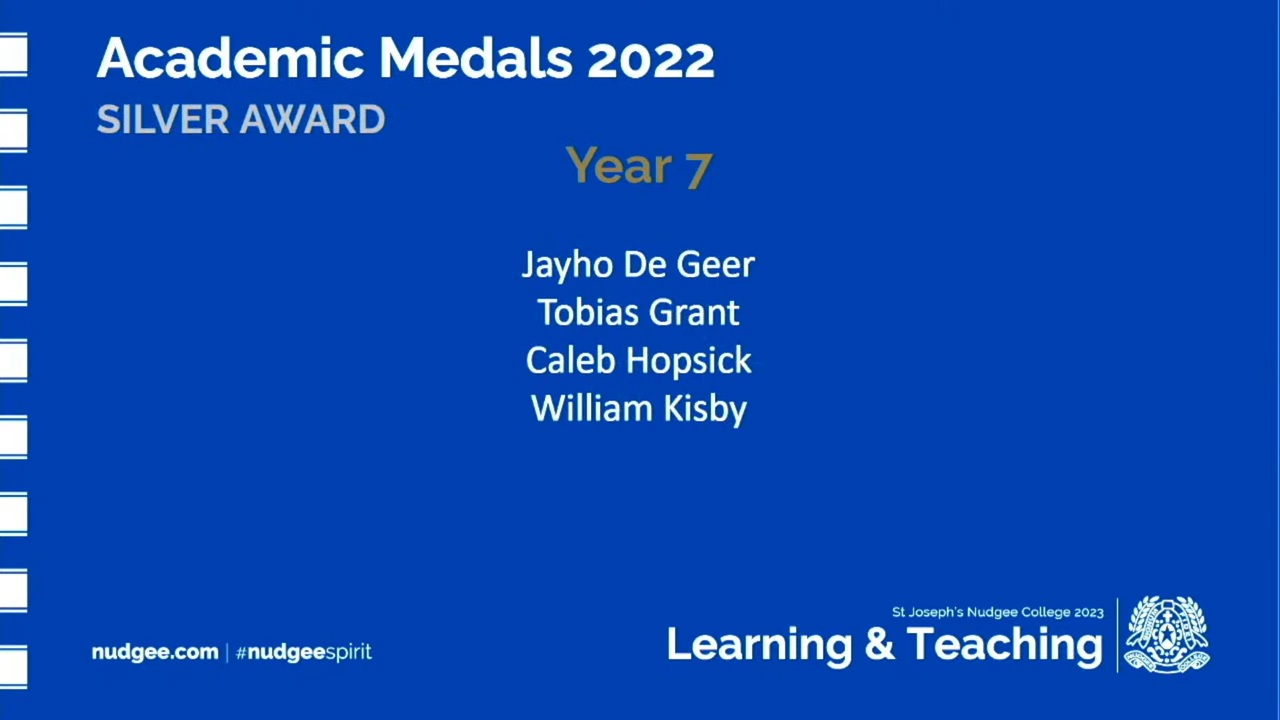 Academic Medals 2022
SILVER AWARD
Year 7
Jayho De Geer
Tobias Grant
Caleb Hopsick
William Kisby
St Joseph's Nudgee College 2023
Learning & Teaching
nudgee.com | #nudgeespirit